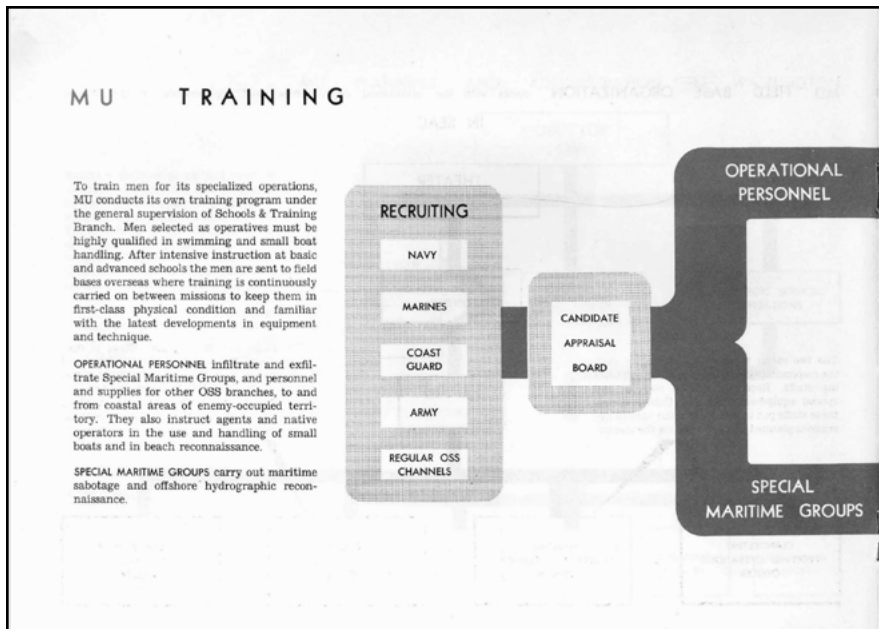 MU TRAINING
To train men for its specialized operations,
MU conducts its own training program under
the general supervision of Schools & Training
Branch. Men selected as operatives must be
highly qualified in swimming and small boat
handling. After intensive instruction at basic
and advanced schools the men are sent to field
bases overseas where training is continuously
carried on between missions to keep them in
first-class physical condition and familiar
with the latest developments in equipment
and technique.
OPERATIONAL PERSONNEL infiltrate and exfil-
trate Special Maritime Groups, and personnel
and supplies for other OSS branches, to and
from coastal areas of enemy-occupied terri-
tory. They also instruct agents and native
operators in the use and handling of small
boats and in beach reconnaissance.
SPECIAL MARITIME GROUPS carry out maritime
sabotage and offshore hydrographic recon-
naissance.
RECRUITING
NAVY
MARINES
COAST
GUARD
ARMY
REGULAR OSS
CHANNELS
CANDIDATE
APPRAISAL
BOARD
OPERATIONAL
PERSONNEL
SPECIAL
MARITIME GROUPS